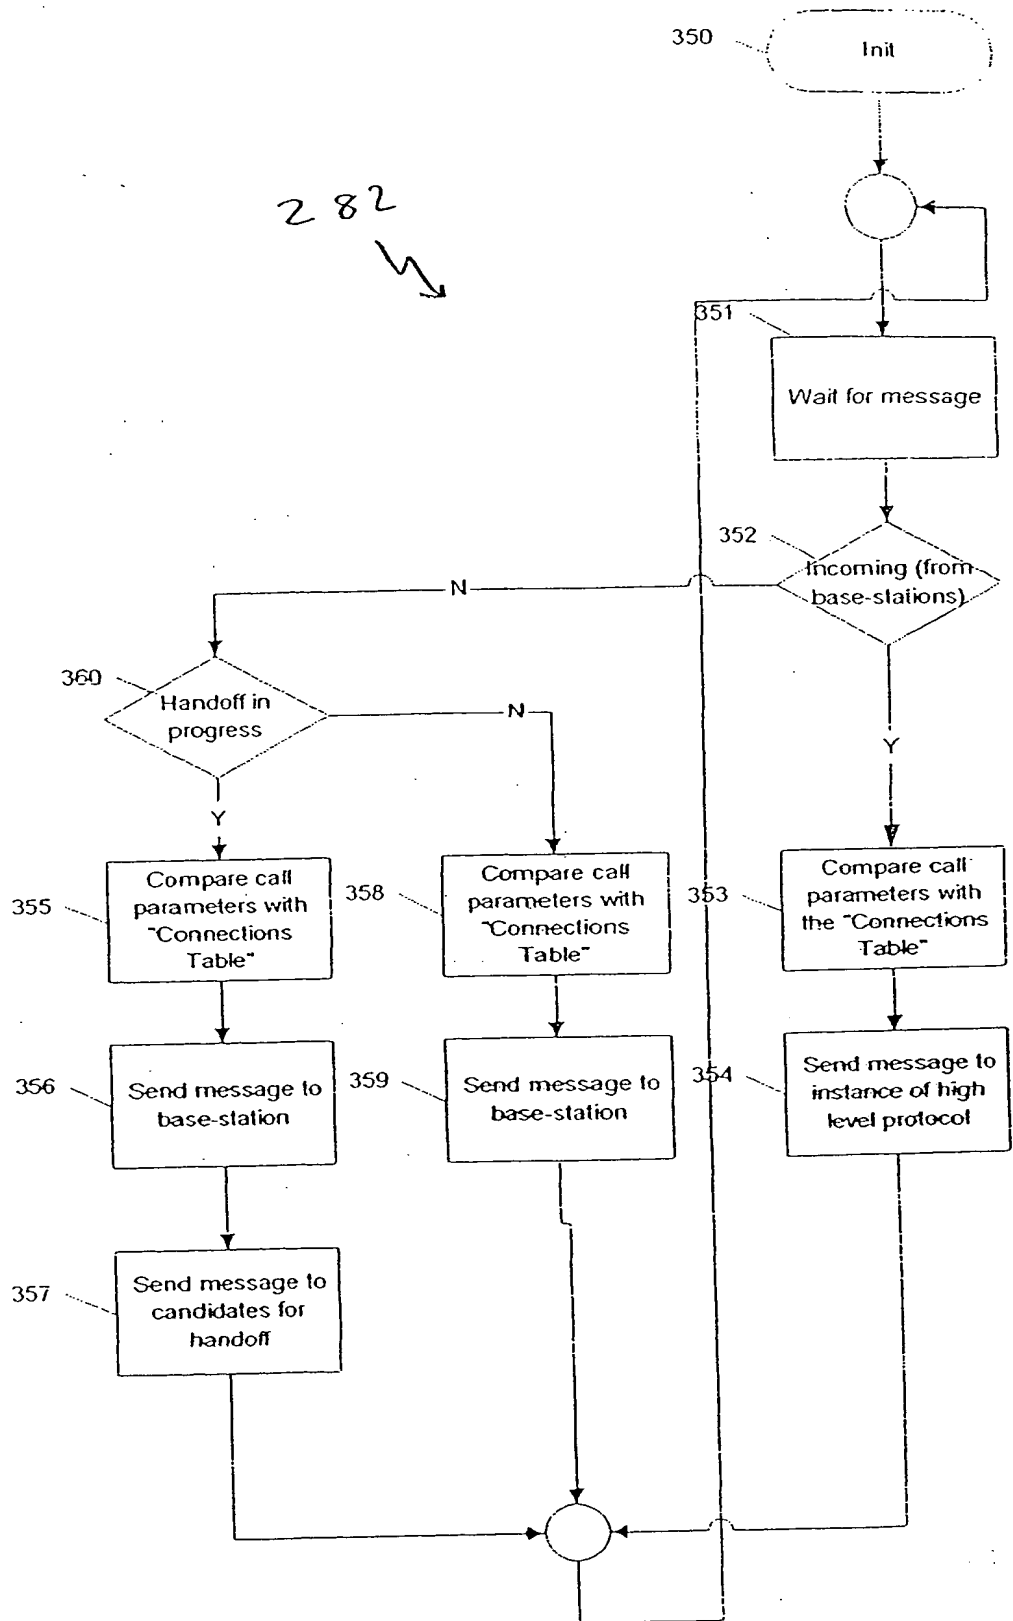 350
Init
282
351
Wait for message
352
Incoming (from
base-stations)
N
360
Handoff in
progress
N
Y
Y
355
Compare call
parameters with
"Connections
Table"
358
Compare call
parameters with
"Connections
Table"
353
Compare call
parameters with
the "Connections
Table"
356
Send message to
base-station
359
Send message to
base-station
354
Send message to
instance of high
level protocol
357
Send message to
candidates for
handoff